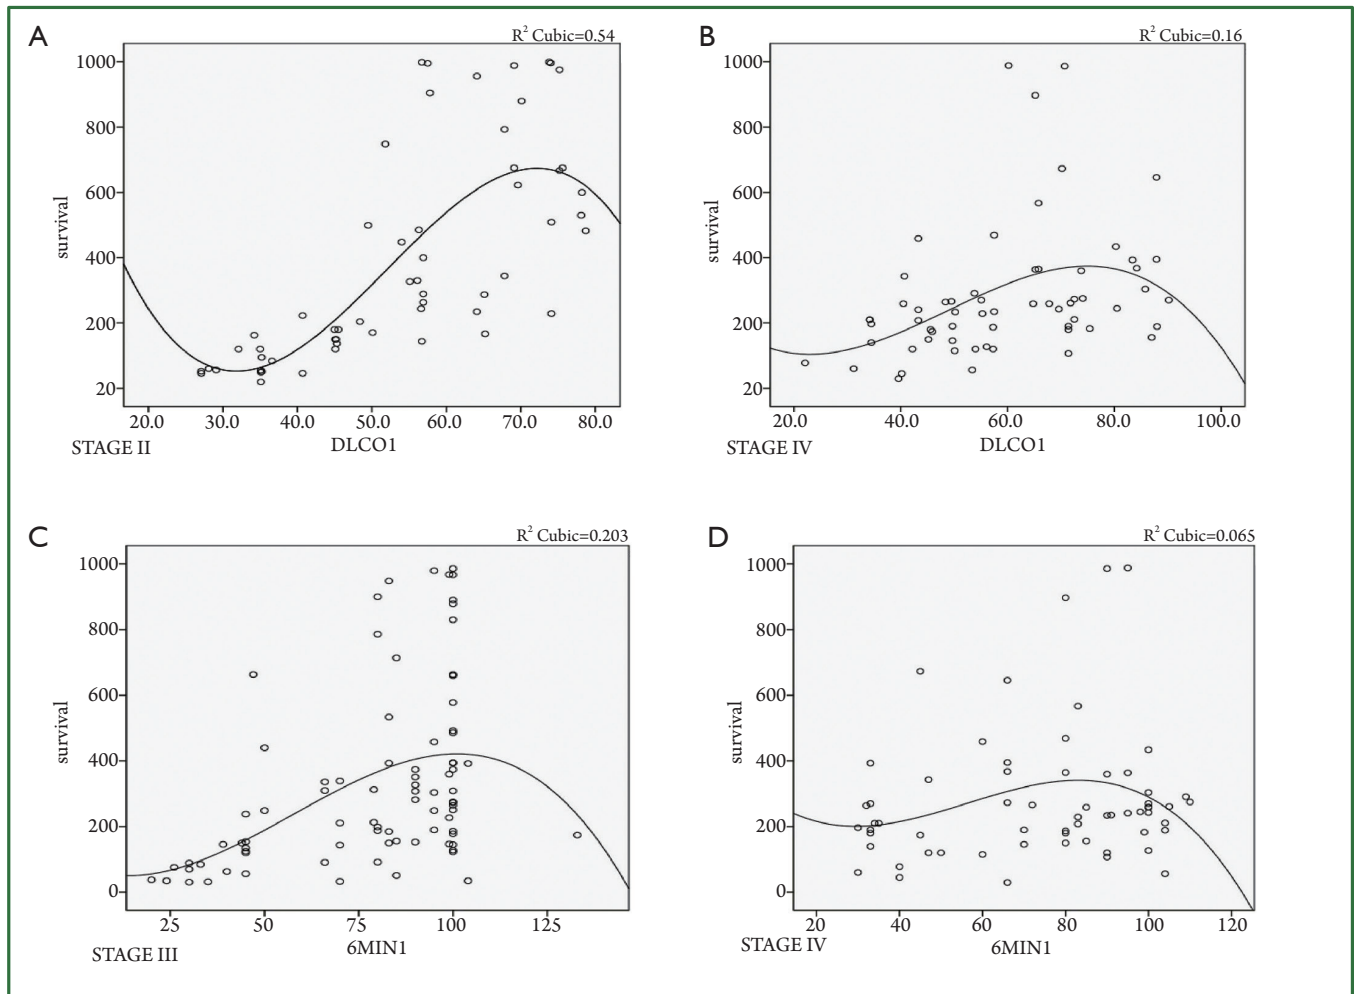 A
R² Cubic=0.54
1000
800
600
400
200
20
survival
20.0 30.0 40.0 50.0 60.0 70.0 80.0
STAGE II
DLCO1
B
R² Cubic=0.16
1000
800
600
400
200
20
survival
20.0 40.0 60.0 80.0 100.0
STAGE IV
DLCO1
C
R² Cubic=0.203
1000
800
600
400
200
0
survival
25 50 75 100 125
STAGE III
6MIN1
D
R² Cubic=0.065
1000
800
600
400
200
0
survival
20 40 60 80 100 120
STAGE IV
6MIN1